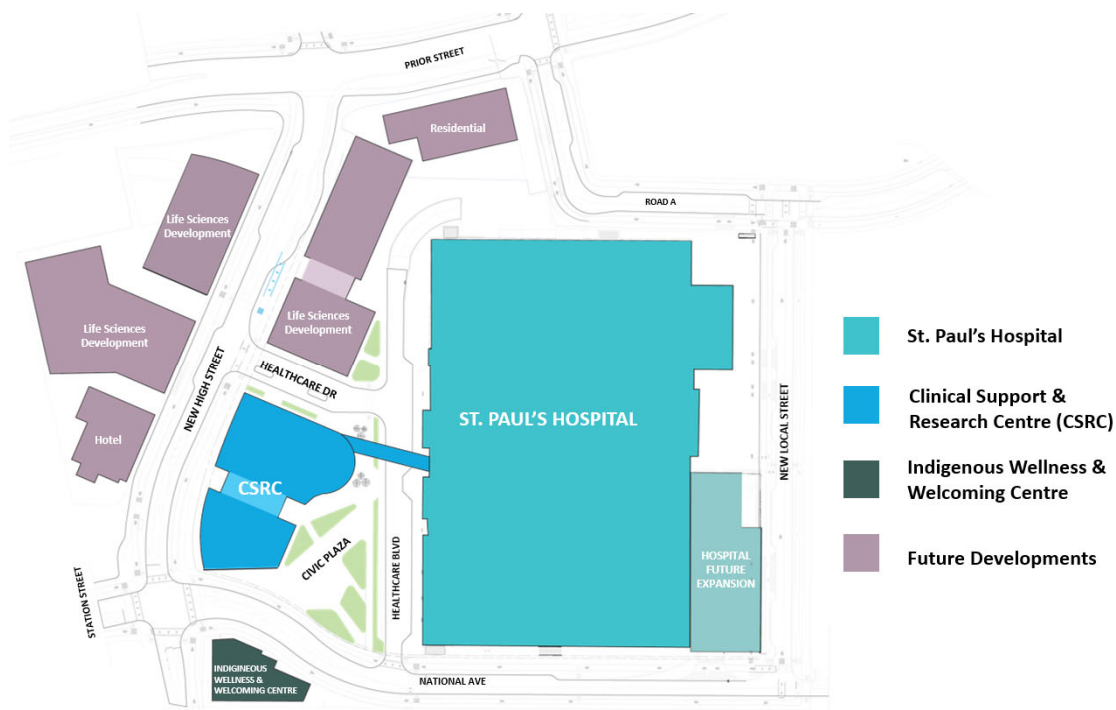 PRIOR STREET
Residential
ROAD A
Life Sciences
Development
Life Sciences
Development
Life Sciences
Development
NEW HIGH STREET
HEALTHCARE DR
Hotel
ST. PAUL'S HOSPITAL
NEW LOCAL STREET
CSRC
CIVIC PLAZA
HEALTHCARE BLVD
HOSPITAL
FUTURE
EXPANSION
STATION STREET
INDIGINEOUS
WELLNESS &
WELCOMING CENTRE
NATIONAL AVE
St. Paul's Hospital
Clinical Support &
Research Centre (CSRC)
Indigenous Wellness &
Welcoming Centre
Future Developments